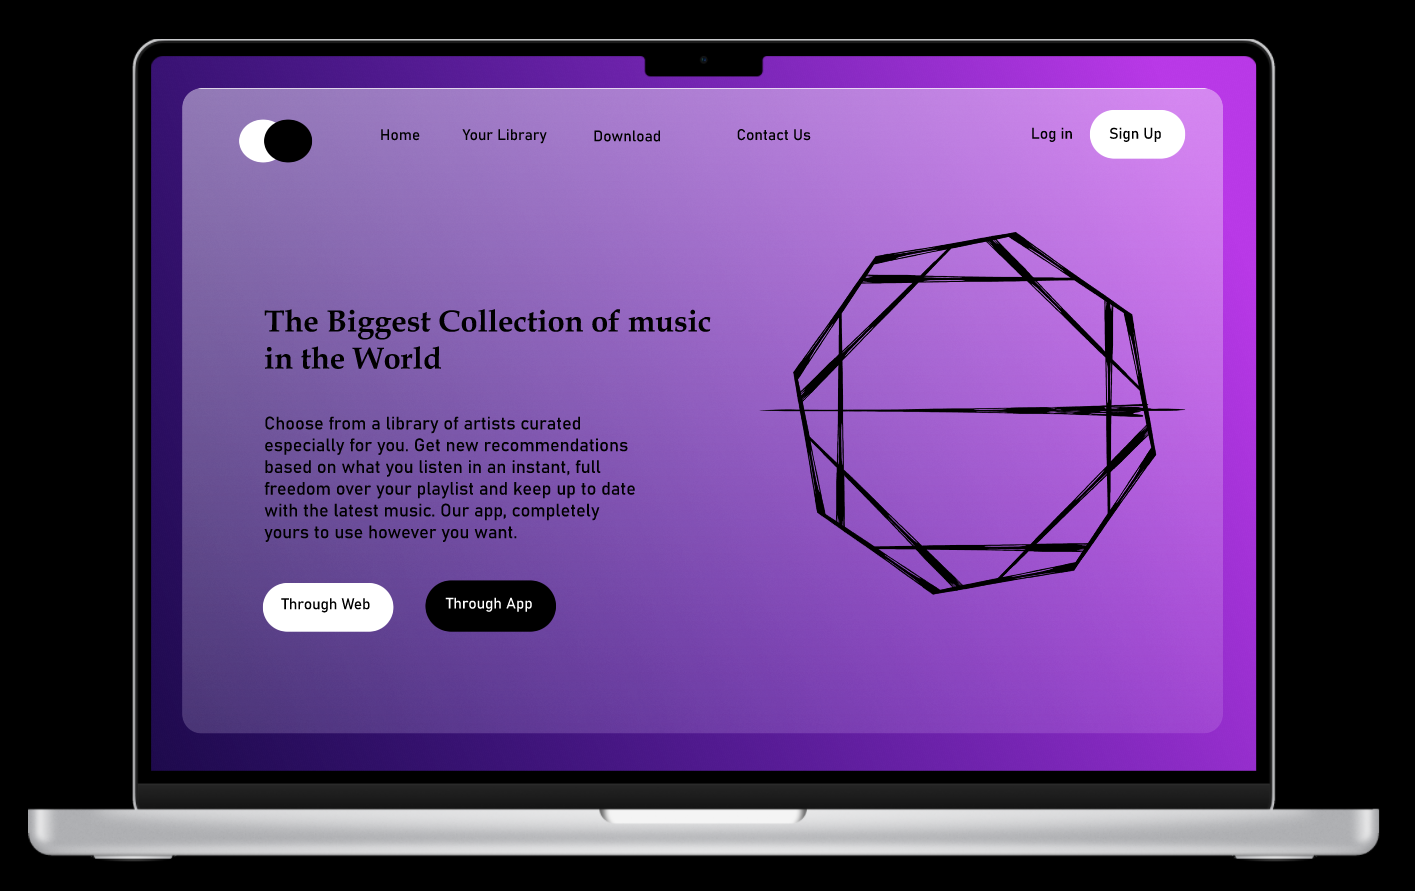 Home
Your Library
Download
Contact Us
Log in
Sign Up
The Biggest Collection of music
in the World
Choose from a library of artists curated
especially for you. Get new recommendations
based on what you listen in an instant, full
freedom over your playlist and keep up to date
with the latest music. Our app, completely
yours to use however you want.
Through Web
Through App